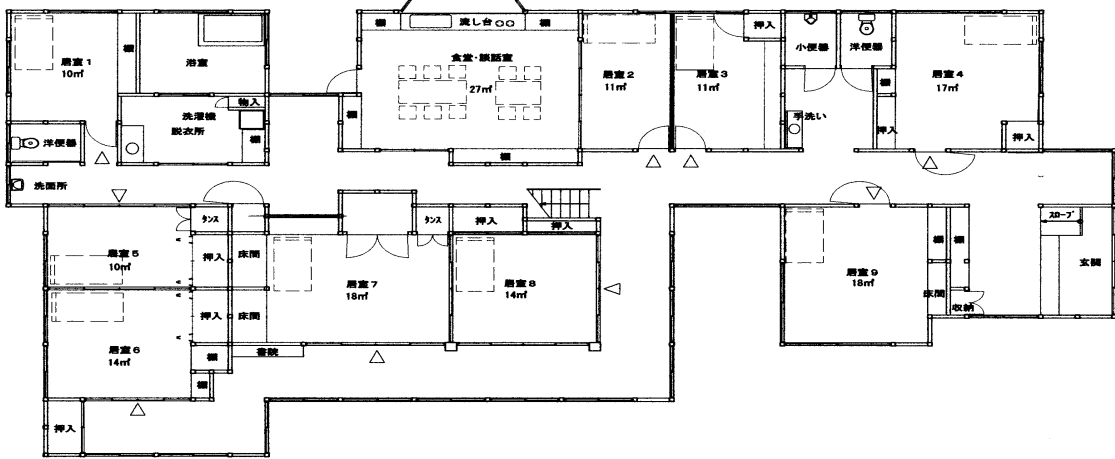 棚
流し台
棚
押入
居室1
10㎡
棚
浴室
食堂・談話室
27㎡
居室2
11㎡
居室3
11㎡
小便器
洋便器
棚
居室4
17㎡
物入
洗濯機
脱衣所
棚
棚
手洗い
押入
押入
洋便器
棚
洗面所
タンス
タンス
押入
押入
スロープ
居室5
10㎡
押入
床間
居室7
18㎡
居室8
14㎡
居室9
18㎡
棚
棚
玄関
床間
収納
押入
床間
居室6
14㎡
棚
書院
棚
押入